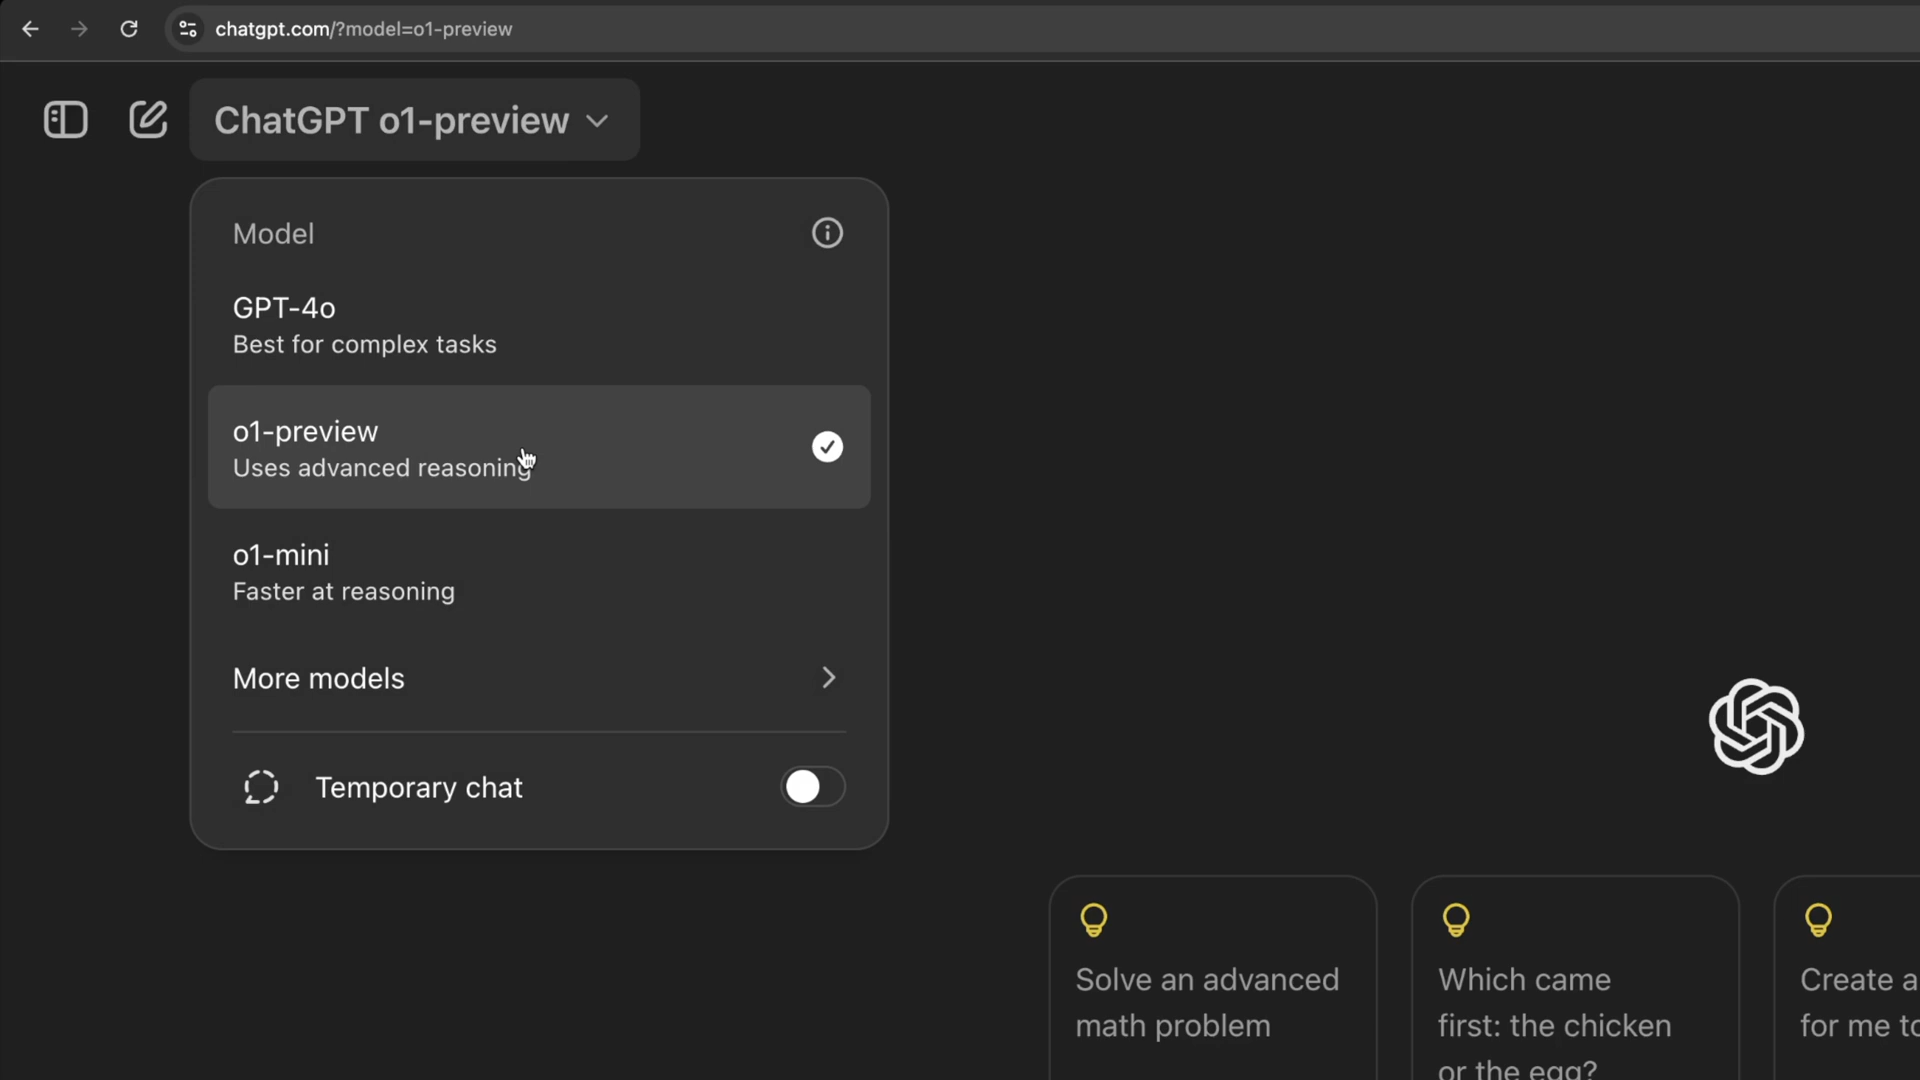 chatgpt.com/?model=o1-preview
ChatGPT o1-preview
Model
GPT-4o
Best for complex tasks
o1-preview
Uses advanced reasoning
o1-mini
Faster at reasoning
More models
Temporary chat
Solve an advanced
math problem
Which came
first: the chicken
or the egg?
Create a
for me to